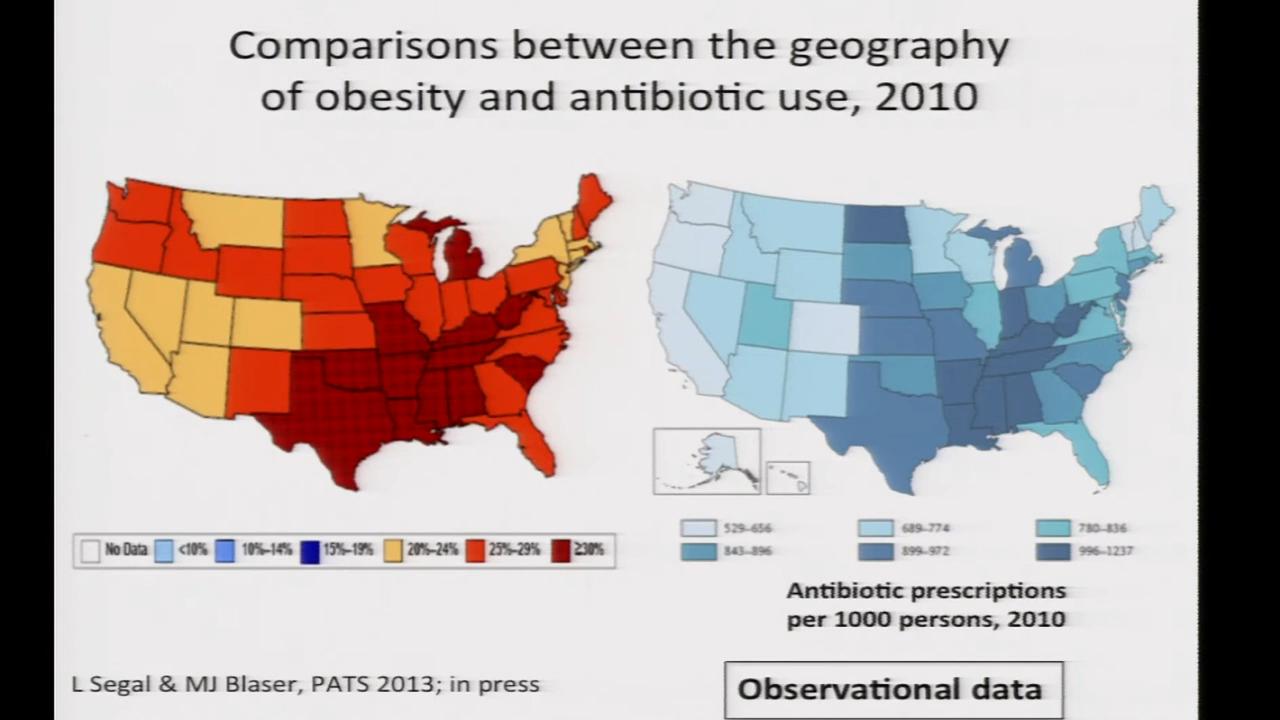 Comparisons between the geography
of obesity and antibiotic use, 2010
No Data <10% 10%–14% 15%–19% 20%–24% 25%–29% ≥30%
529–656 689–774 780–836
843–896 899–972 996–1237
Antibiotic prescriptions
per 1000 persons, 2010
L Segal & MJ Blaser, PATS 2013; in press
Observational data